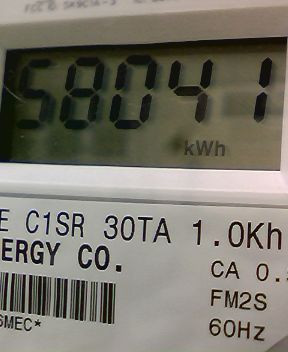 58041
kWh
E C1SR 30TA 1.0Kh
ERGY CO.
CA 0.
FM2S
60Hz
SMEC*